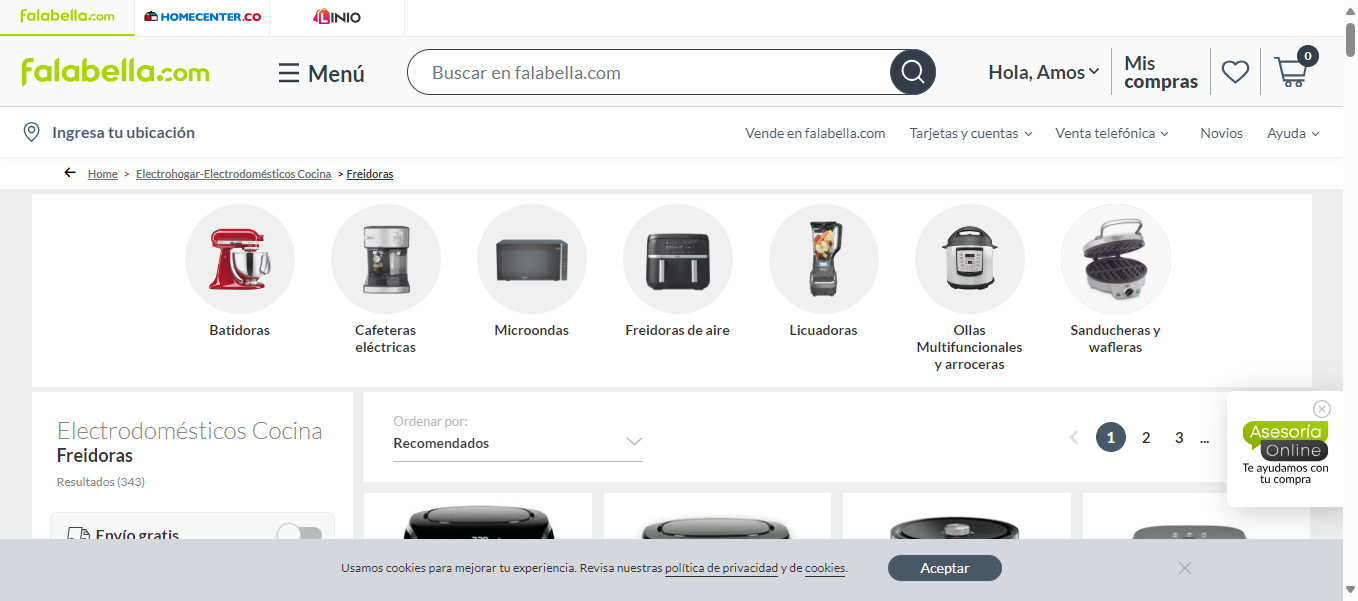 falabella.com
HOMECENTER.CO
LINIO
falabella.com
Menú
Buscar en falabella.com
Hola, Amos
Mis
compras
0
Ingresa tu ubicación
Vende en falabella.com
Tarjetas y cuentas
Venta telefónica
Novios
Ayuda
Home > Electrohogar-Electrodomésticos Cocina > Freidoras
Batidoras
Cafeteras
eléctricas
Microondas
Freidoras de aire
Licuadoras
Ollas
Multifuncionales
y arroceras
Sanducheras y
wafleras
Electrodomésticos Cocina
Freidoras
Resultados (343)
Envío gratis
Ordenar por:
Recomendados
1 2 3 ...
Asesoría
Online
Te ayudamos con
tu compra
Usamos cookies para mejorar tu experiencia. Revisa nuestras política de privacidad y de cookies.
Aceptar